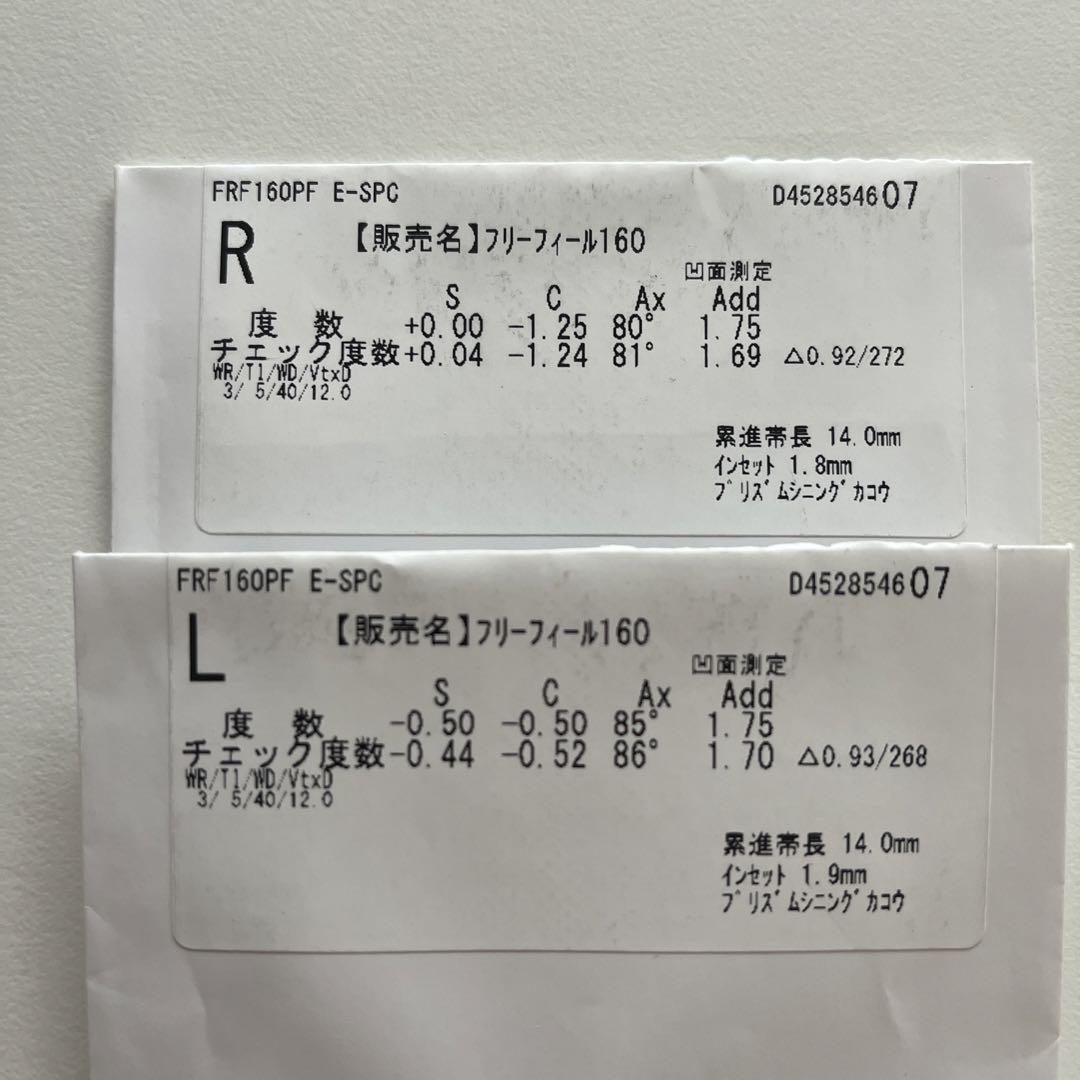 FRF160PF E-SPC D452854607
R 【販売名】フリーフィール160
凹面測定
S C Ax Add
度 数 +0.00 -1.25 80° 1.75
チェック度数+0.04 -1.24 81° 1.69 △0.92/272
WR/TI/WD/VtxD
3/ 5/40/12.0
累進帯長 14.0mm
インセット 1.8mm
プリズムシニングカコウ
FRF160PF E-SPC D452854607
L 【販売名】フリーフィール160
凹面測定
S C Ax Add
度 数 -0.50 -0.50 85° 1.75
チェック度数-0.44 -0.52 86° 1.70 △0.93/268
WR/TI/WD/VtxD
3/ 5/40/12.0
累進帯長 14.0mm
インセット 1.9mm
プリズムシニングカコウ